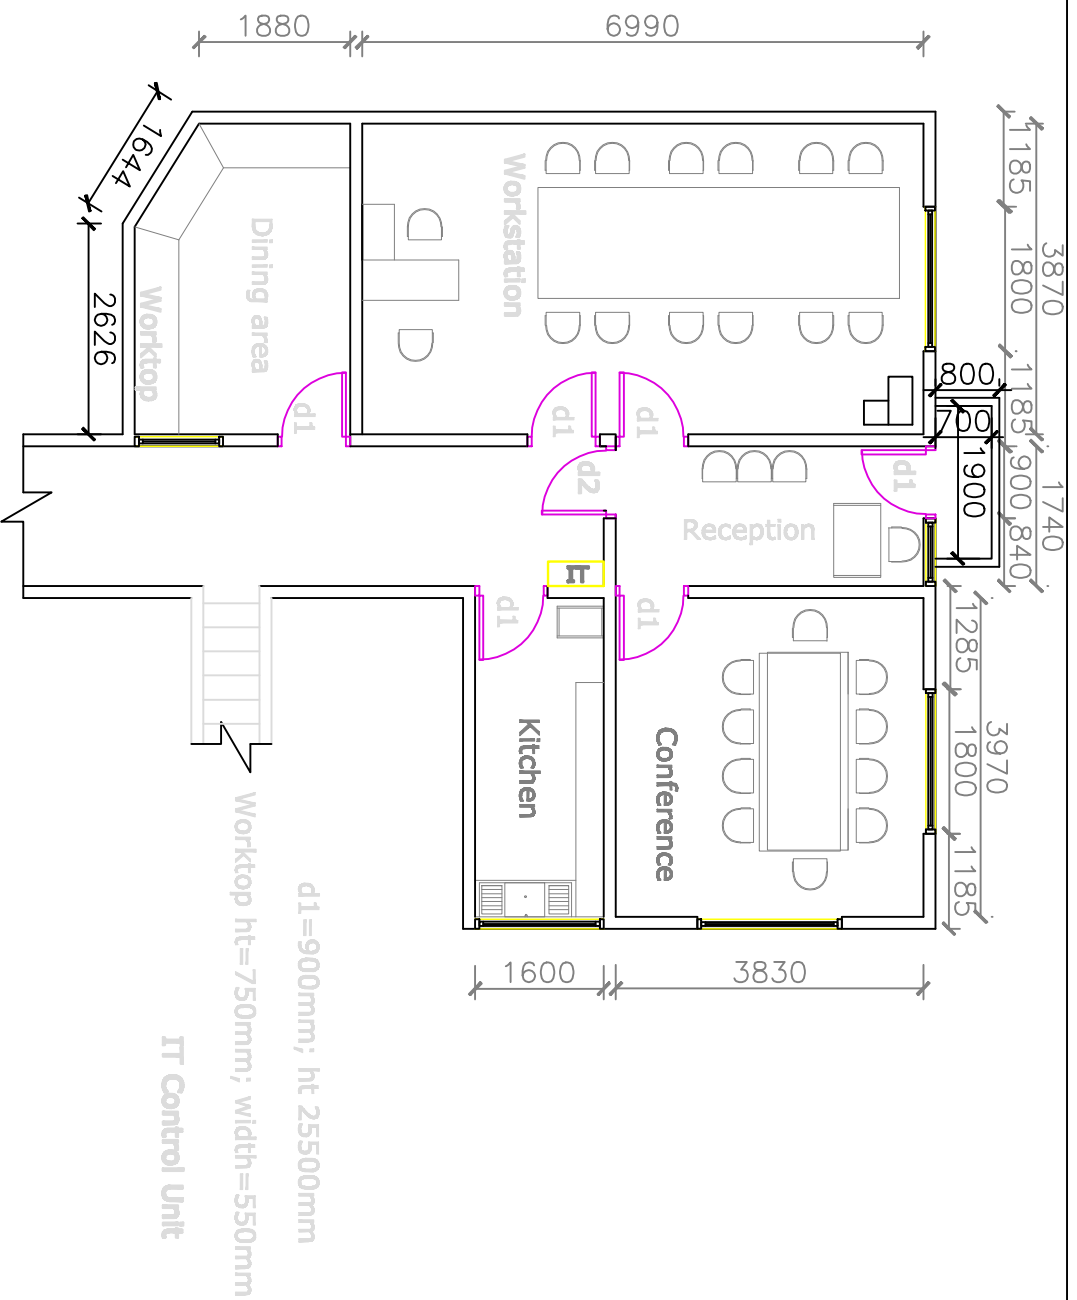 1880
6990
1644
2626
1185
1800
3870
1185
800
700
1900
900
840
1740
1285
1800
3970
1185
1600
3830
Workstation
Dining area
Worktop
d1
d1
d1
d2
d1
Reception
IT
d1
d1
Kitchen
Conference
d1=900mm; ht 25500mm
Worktop ht=750mm; width=550mm
IT Control Unit